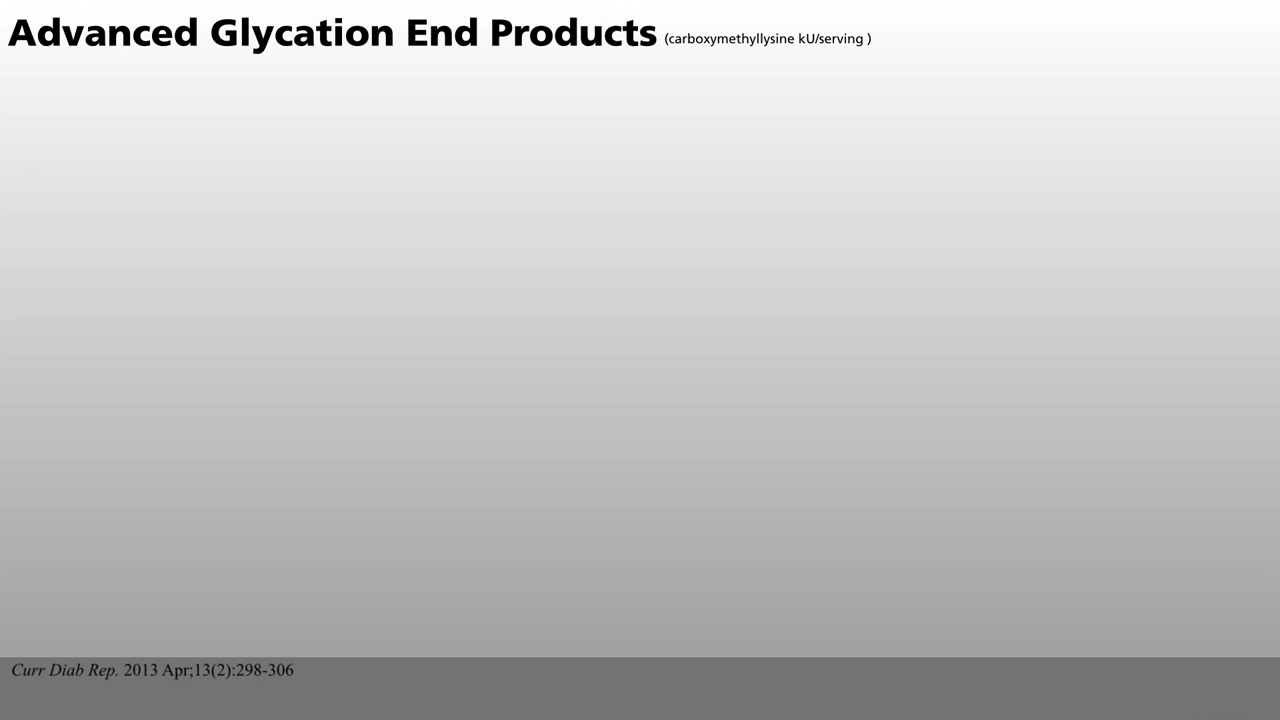 Advanced Glycation End Products (carboxymethyllysine kU/serving )
Curr Diab Rep. 2013 Apr;13(2):298-306